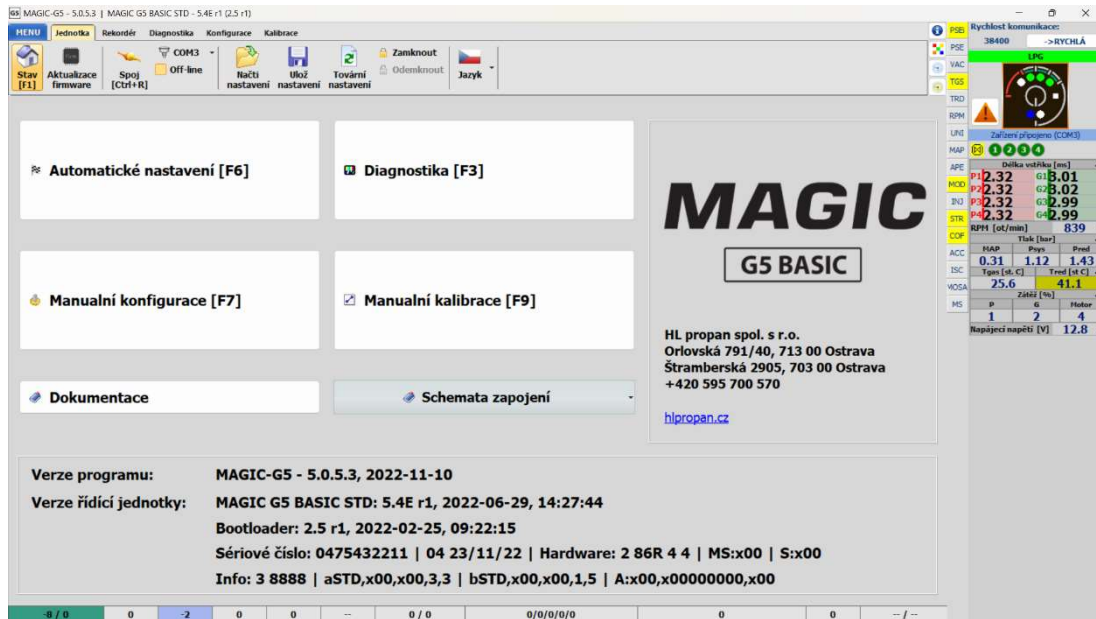 G5 MAGIC-G5 - 5.0.5.3 | MAGIC G5 BASIC STD - 5.4E r1 (2.5 r1)
MENU Jednotka Rekordér Diagnostika Konfigurace Kalibrace
Stav [F1]
Aktualizace firmware
Spoj [Ctrl+R]
COM3
Off-line
Načti nastavení
Ulož nastavení
Tovární nastavení
Zamknout
Odemknout
Jazyk
Automatické nastavení [F6]
Diagnostika [F3]
Manualní konfigurace [F7]
Manualní kalibrace [F9]
Dokumentace
Schemata zapojení
MAGIC
G5 BASIC
HL propan spol. s r.o.
Orlovská 791/40, 713 00 Ostrava
Štramberská 2905, 703 00 Ostrava
+420 595 700 570
hlpropan.cz
Verze programu: MAGIC-G5 - 5.0.5.3, 2022-11-10
Verze řídící jednotky: MAGIC G5 BASIC STD: 5.4E r1, 2022-06-29, 14:27:44
Bootloader: 2.5 r1, 2022-02-25, 09:22:15
Sériové číslo: 0475432211 | 04 23/11/22 | Hardware: 2 86R 4 4 | MS:x00 | S:x00
Info: 3 8888 | aSTD,x00,x00,3,3 | bSTD,x00,x00,1,5 | A:x00,x00000000,x00
-8 / 0 0 -2 0 0 -- 0 / 0 0/0/0/0/0 0 0 -- / --
PSE
VAC
TGS
TRD
RPM
UNI
MAP
APE
MOD
INJ
STR
COF
ACC
ISC
MS
Rychlost komunikace:
38400 ->RYCHLÁ
LPG
Zařízení připojeno (COM3)
1 2 3 4
Délka vstřiku [ms]
P1 2.32 G1 3.01
P2 2.32 G2 3.02
P3 2.32 G3 2.99
P4 2.32 G4 2.99
RPM [ot/min] 839
Tlak [bar]
MAP Psys Pred
0.31 1.12 1.43
Tgas [st. C] Tred [st C]
25.6 41.1
Zátěž [%]
P G Motor
1 2 4
Napájecí napětí [V] 12.8